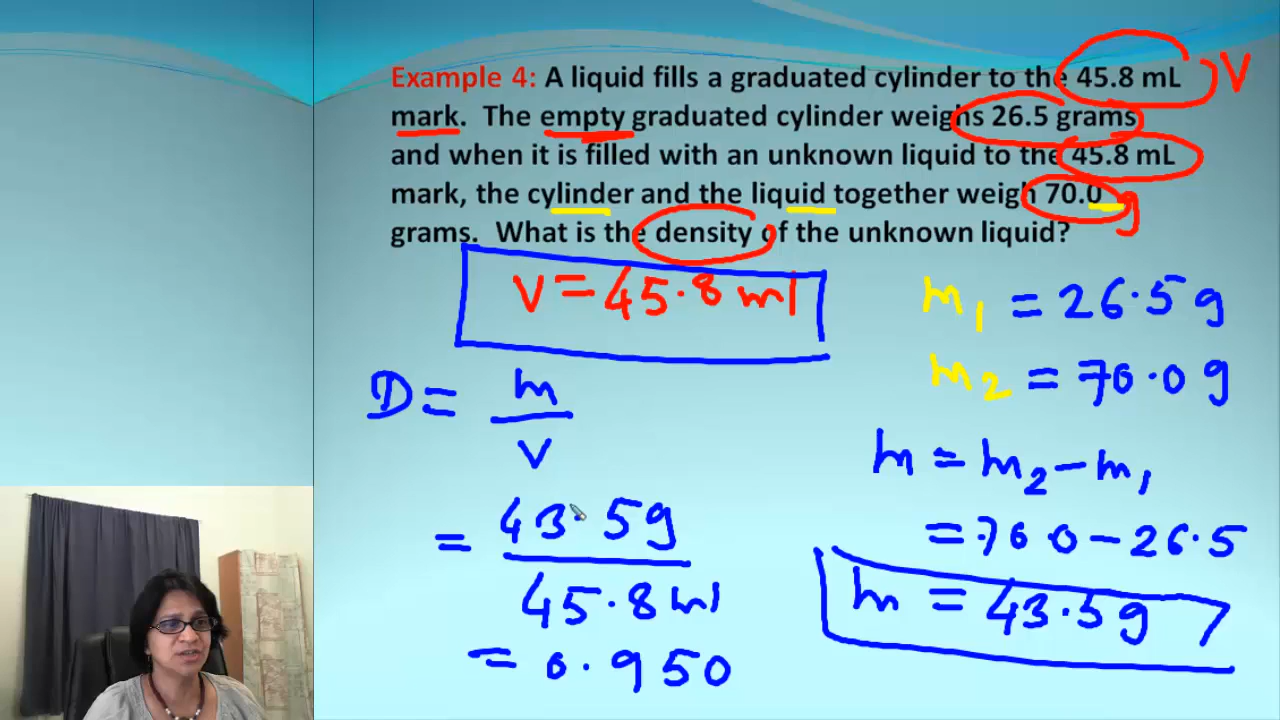 Example 4: A liquid fills a graduated cylinder to the 45.8 mL
mark. The empty graduated cylinder weighs 26.5 grams
and when it is filled with an unknown liquid to the 45.8 mL
mark, the cylinder and the liquid together weigh 70.0
grams. What is the density of the unknown liquid?
V
g
V = 45.8 ml
m1 = 26.5 g
m2 = 70.0 g
D = m
V
m = m2 - m1
= 43.5g
45.8 ml
= 70.0 - 26.5
m = 43.5 g
= 0.950